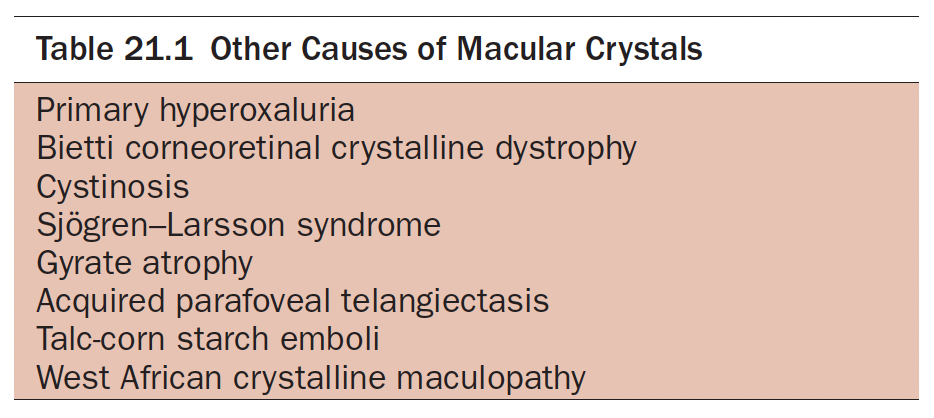 Table 21.1 Other Causes of Macular Crystals
Primary hyperoxaluria
Bietti corneoretinal crystalline dystrophy
Cystinosis
Sjögren–Larsson syndrome
Gyrate atrophy
Acquired parafoveal telangiectasis
Talc-corn starch emboli
West African crystalline maculopathy